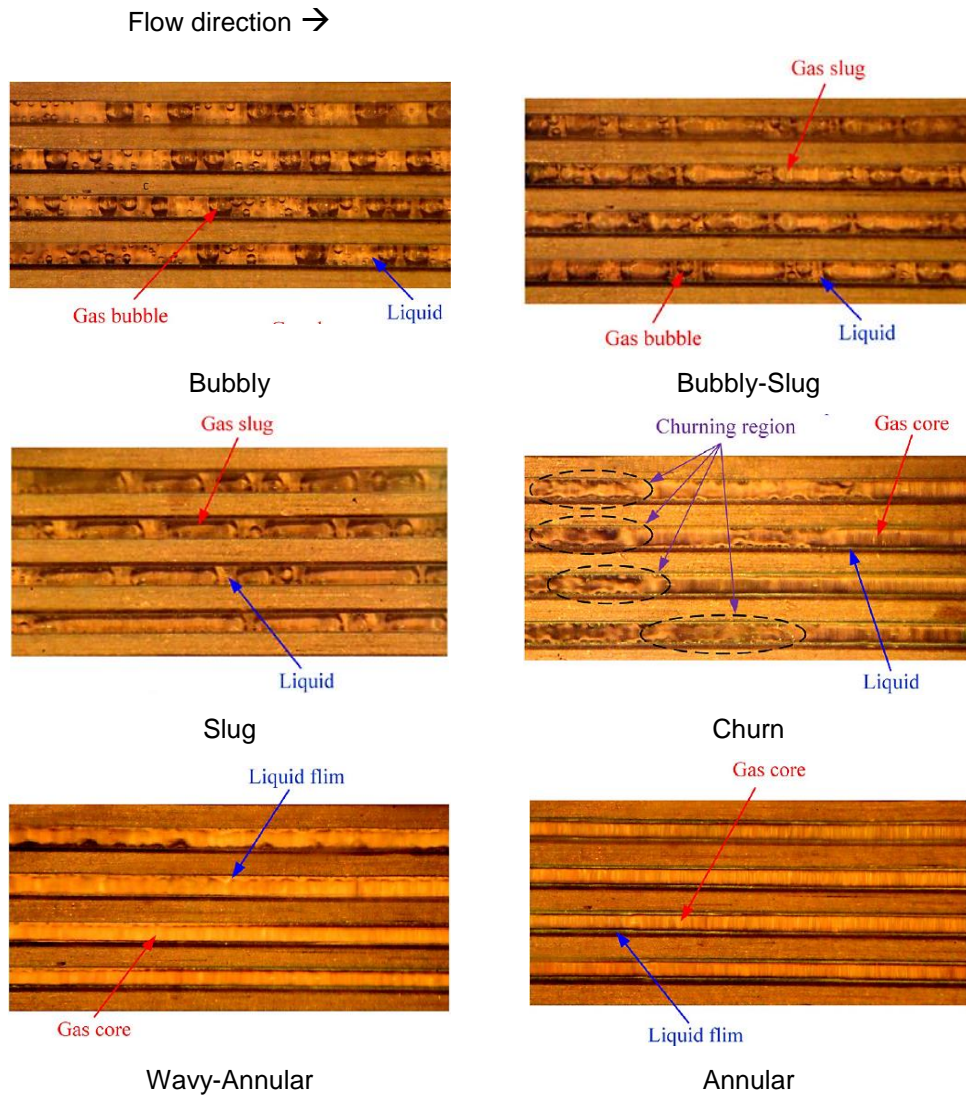 Flow direction →
Gas slug
Gas bubble
Liquid
Gas bubble
Liquid
Bubbly
Bubbly-Slug
Gas slug
Churning region
Gas core
Liquid
Liquid
Slug
Churn
Liquid flim
Gas core
Gas core
Liquid flim
Wavy-Annular
Annular